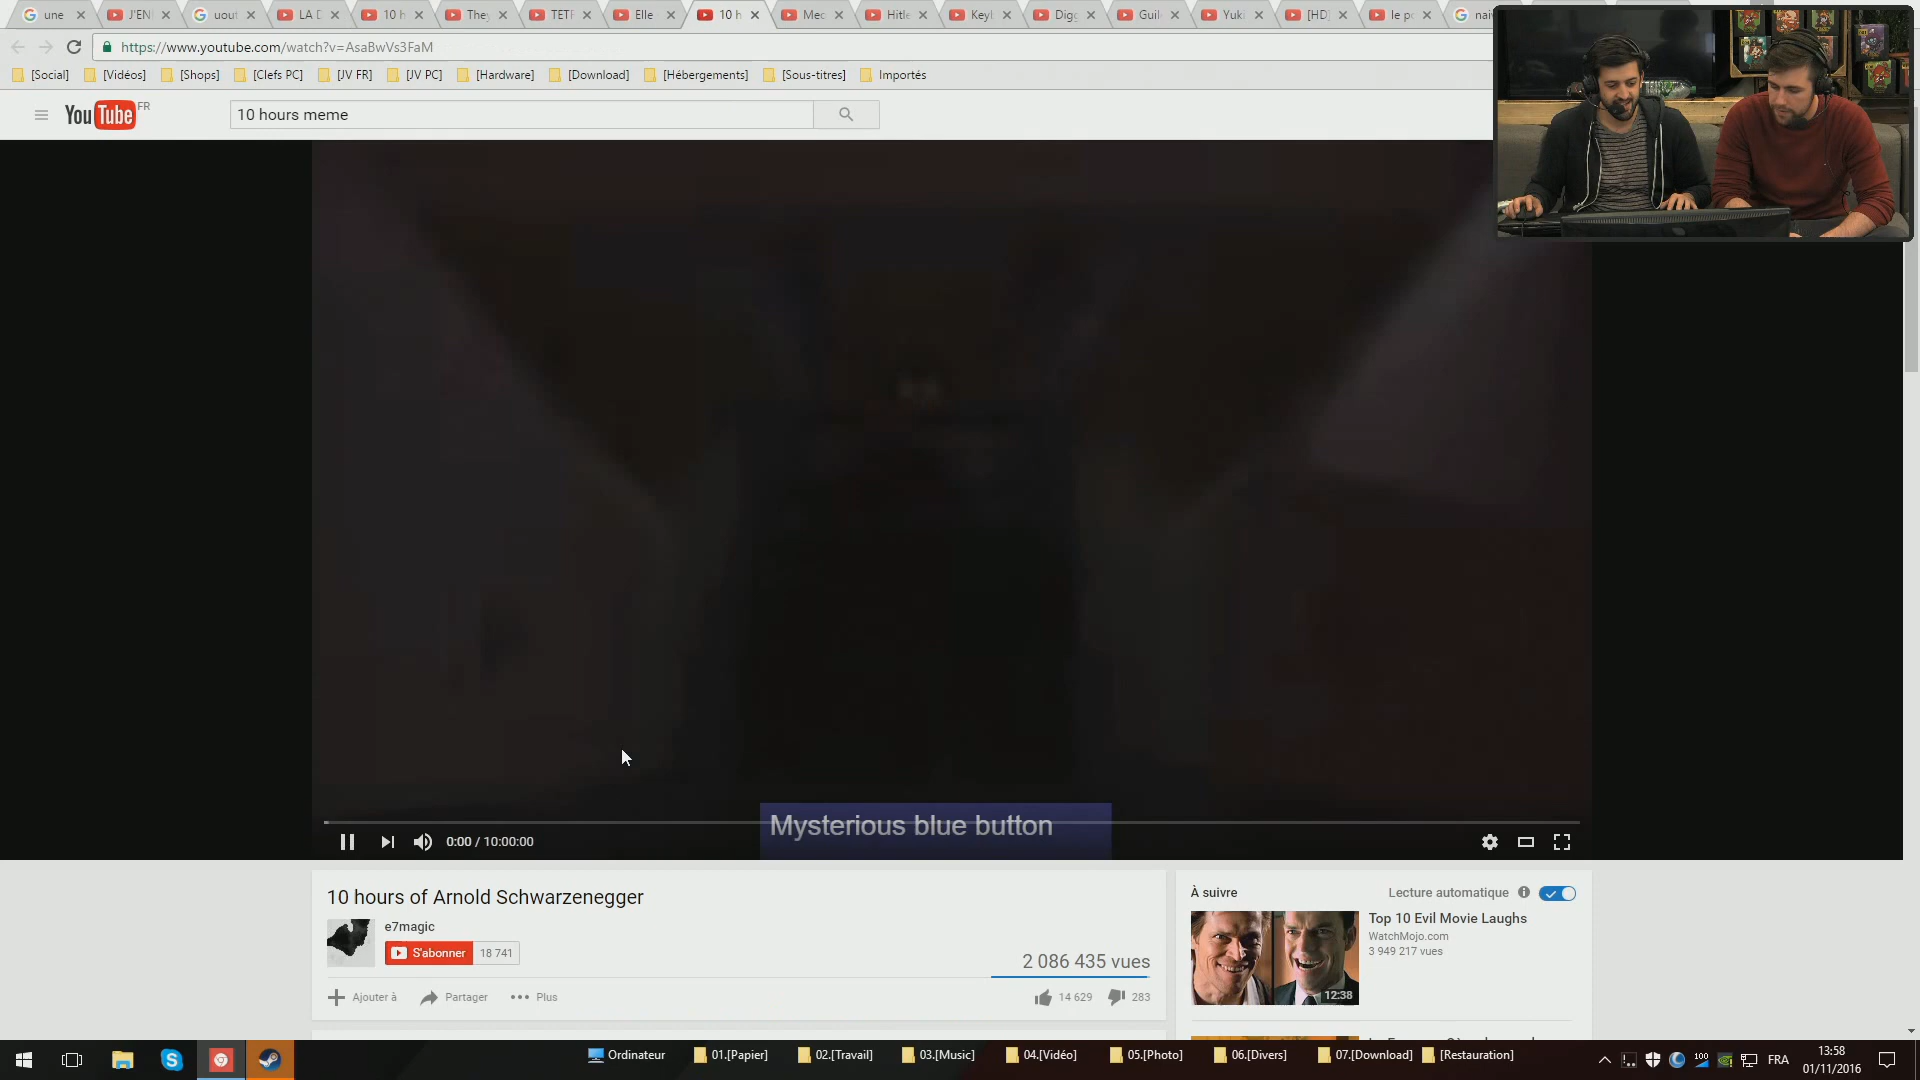 une
J'EN
uout
LA D
10 h
They
TETR
Elle
10 h
Mec
Hitle
Keyb
Digg
Guil
Yuki
[HD]
le po
nai
https://www.youtube.com/watch?v=AsaBwVs3FaM
[Social]
[Vidéos]
[Shops]
[Clefs PC]
[JV FR]
[JV PC]
[Hardware]
[Download]
[Hébergements]
[Sous-titres]
Importés
YouTube FR
10 hours meme
Mysterious blue button
0:00 / 10:00:00
10 hours of Arnold Schwarzenegger
e7magic
S'abonner 18 741
2 086 435 vues
Ajouter à
Partager
Plus
14 629
283
À suivre
Lecture automatique
Top 10 Evil Movie Laughs
WatchMojo.com
3 949 217 vues
12:38
Ordinateur
01.[Papier]
02.[Travail]
03.[Music]
04.[Vidéo]
05.[Photo]
06.[Divers]
07.[Download]
[Restauration]
100
FRA
13:58
01/11/2016